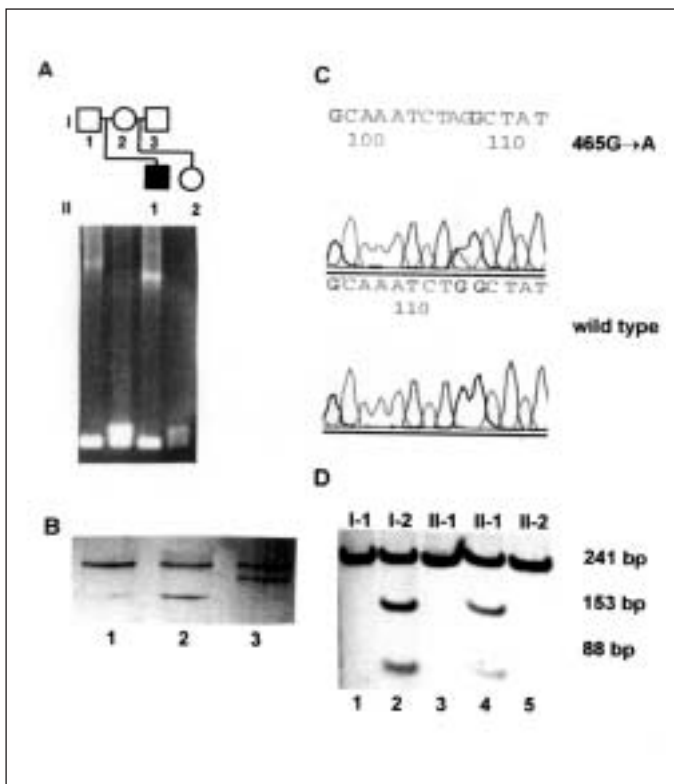 A
I
1 2 3
II 1 2
B
1 2 3
C
GCAAATCTAGGCTAT
100 110
465G→A
GCAAATCTGGCTAT
110
wild type
D
I-1 I-2 II-1 II-1 II-2
241 bp
153 bp
88 bp
1 2 3 4 5